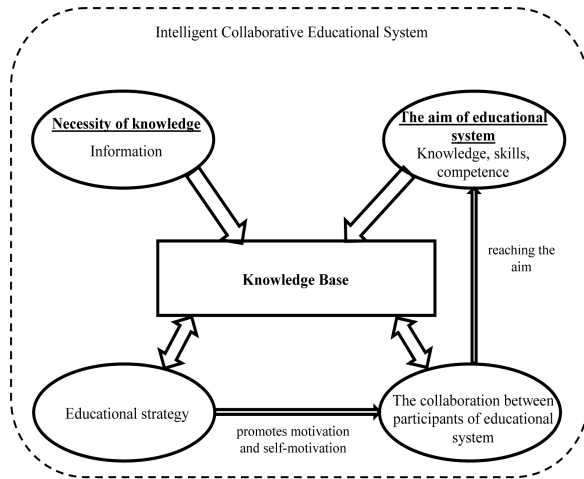 Intelligent Collaborative Educational System
Necessity of knowledge
Information
The aim of educational
system
Knowledge, skills,
competence
reaching the
aim
Knowledge Base
Educational strategy
promotes motivation
and self-motivation
The collaboration between
participants of educational
system